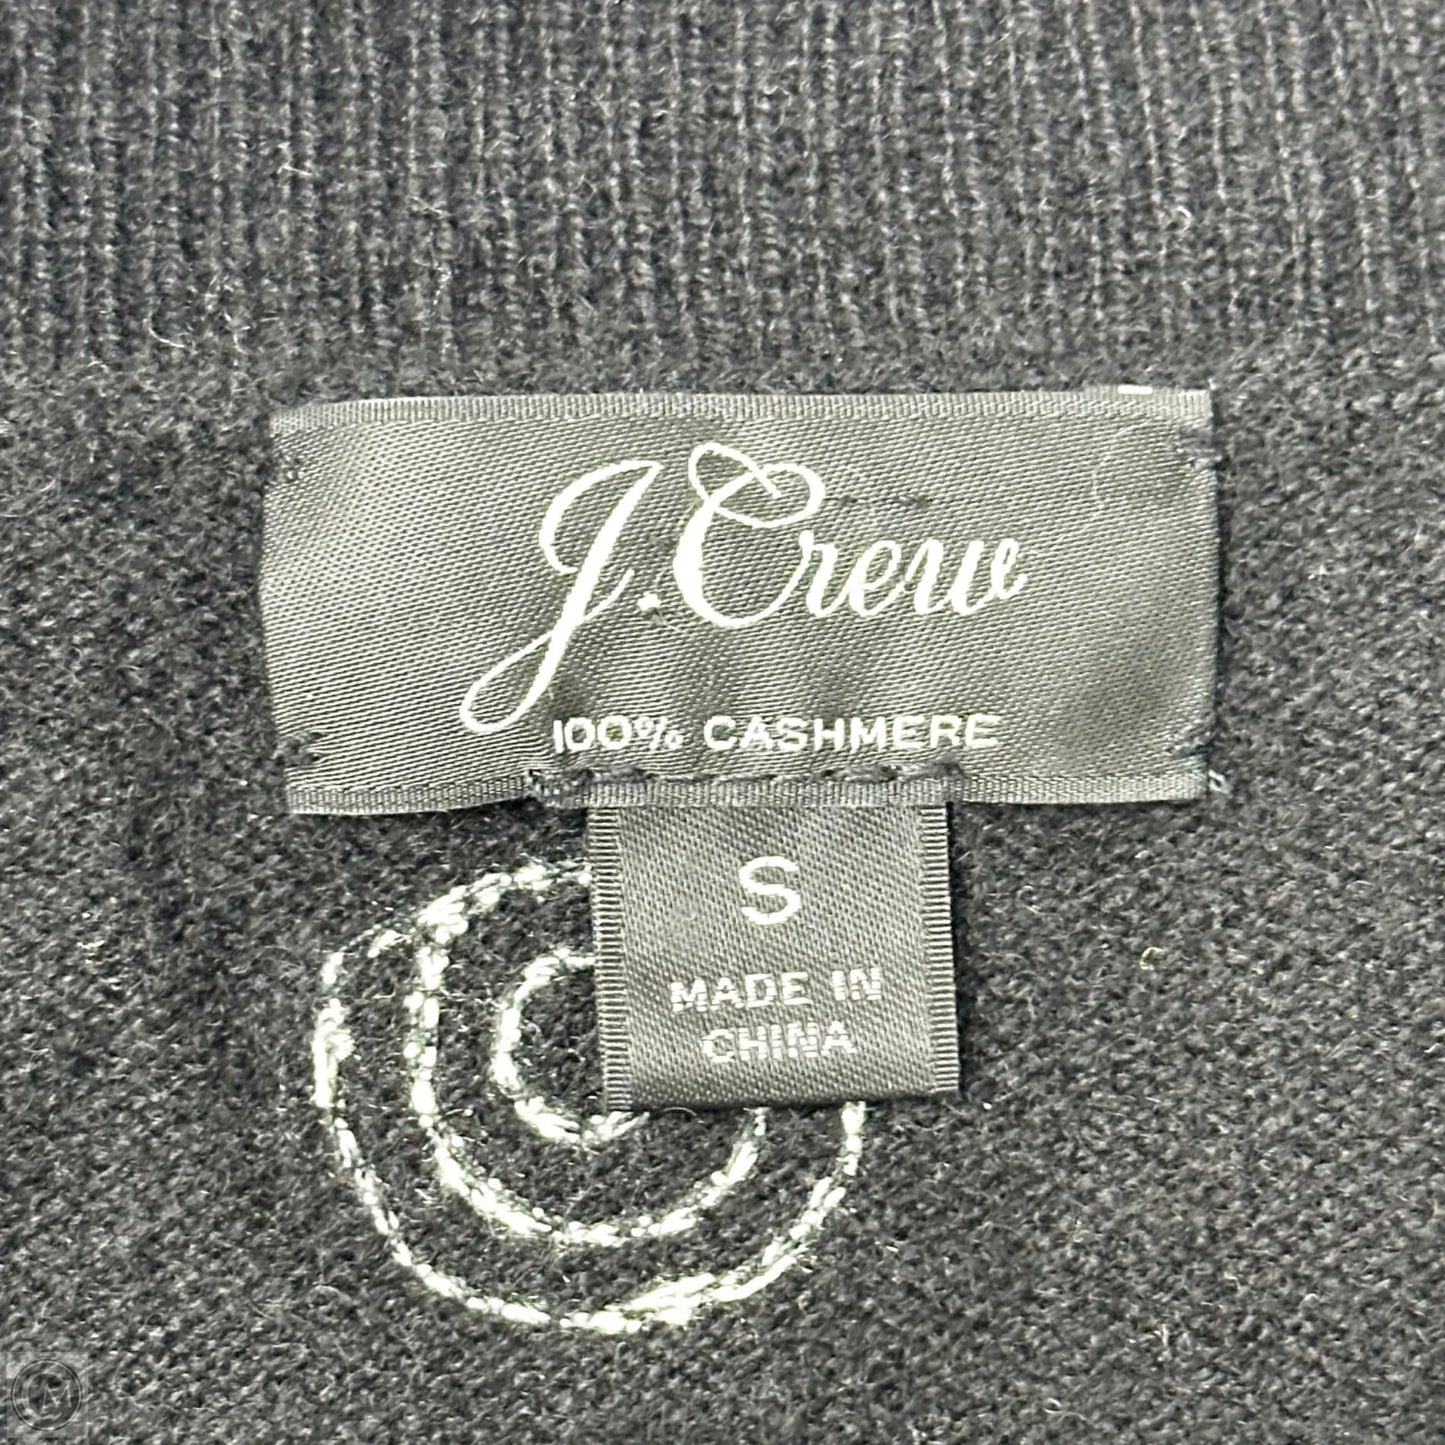 J.Crew
100% CASHMERE
S
MADE IN
CHINA